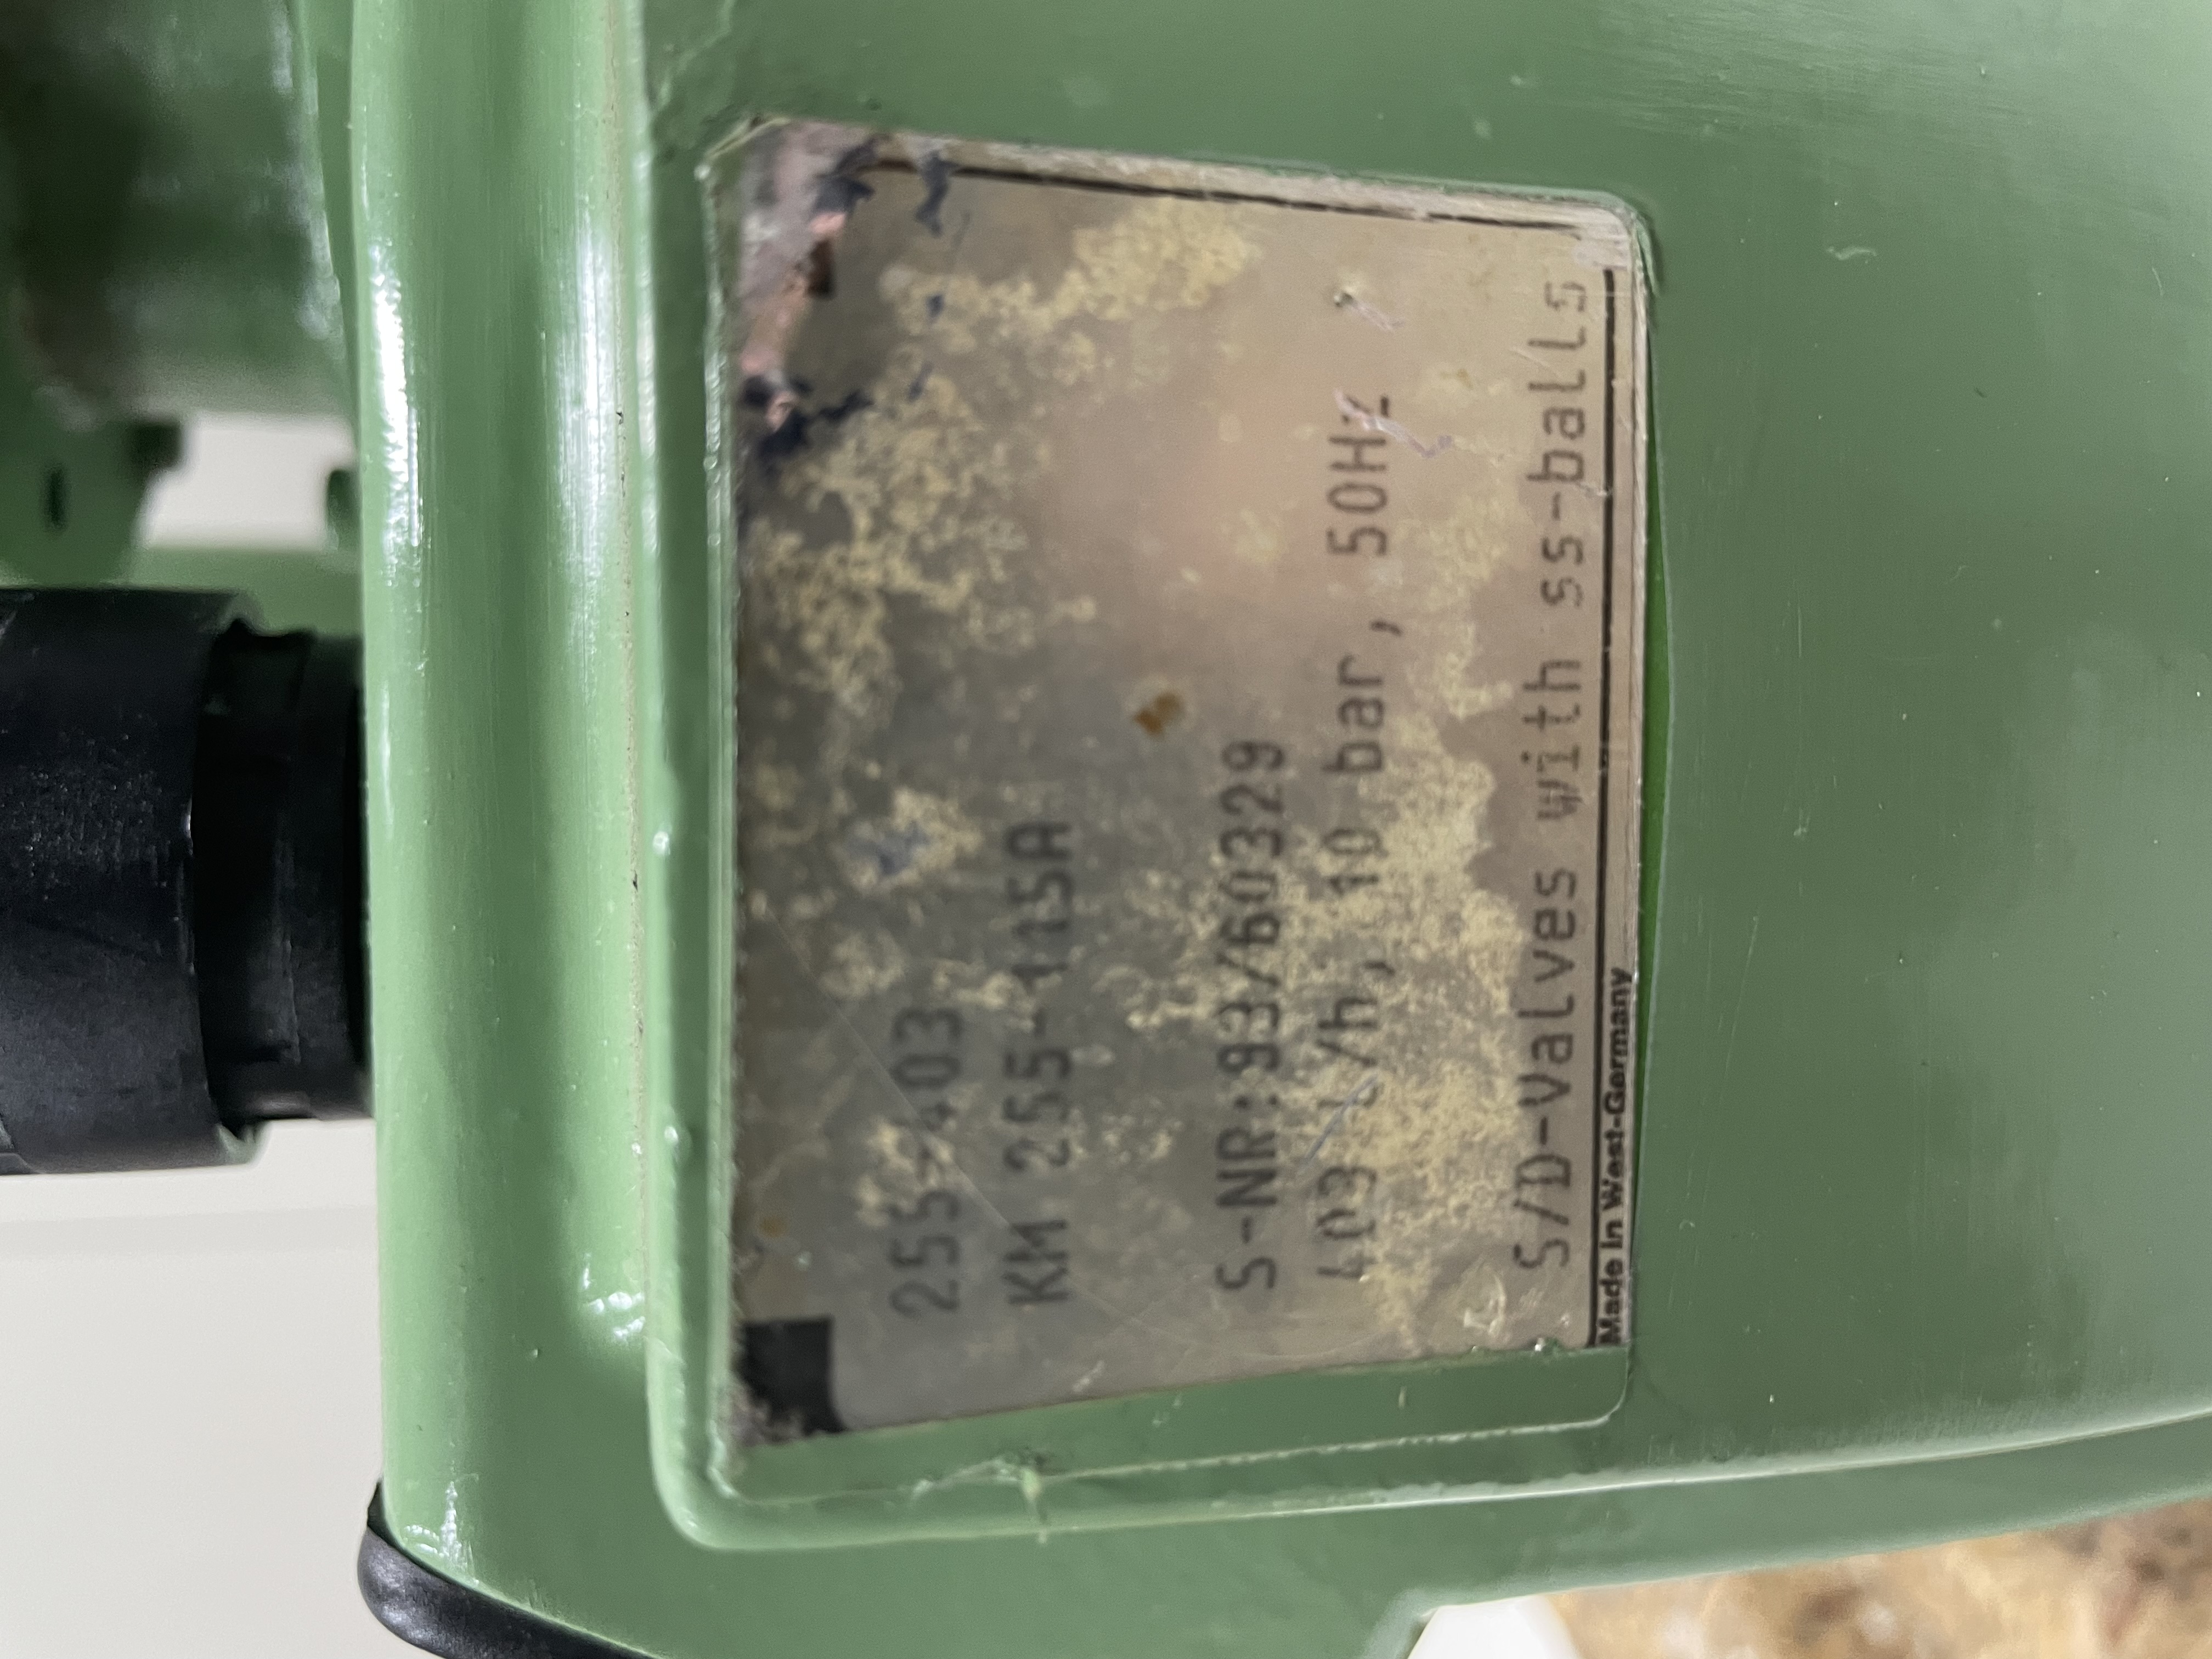 255-403
KM 255-115A
S-NR:93/60329
403 L/h, 10 bar, 50Hz
S/D-Valves with ss-balls
Made in West-Germany